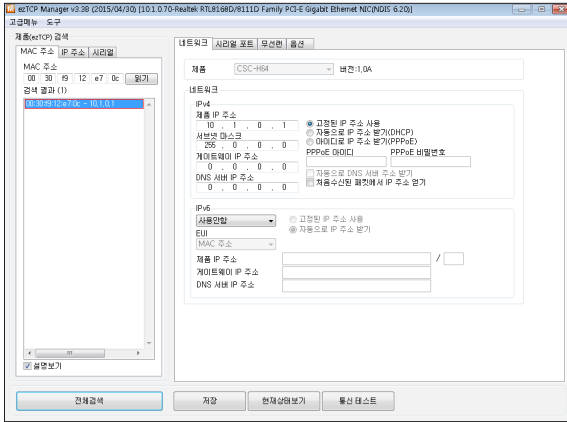 ezTCP Manager v3.3B (2015/04/30) [10.1.0.70-Realtek RTL8168D/8111D Family PCI-E Gigabit Ethernet NIC(NDIS 6.20)]
고급메뉴 도구
제품(ezTCP) 검색
MAC 주소 IP 주소 시리얼
MAC 주소
00 30 f9 12 e7 0c 읽기
검색 결과 (1)
00:30:f9:12:e7:0c - 10.1.0.1
설명보기
전체검색
네트워크 시리얼 포트 무선랜 옵션
제품 CSC-H64 버전:1.0A
네트워크
IPv4
제품 IP 주소
10 . 1 . 0 . 1
서브넷 마스크
255 . 0 . 0 . 0
게이트웨이 IP 주소
0 . 0 . 0 . 0
DNS 서버 IP 주소
0 . 0 . 0 . 0
고정된 IP 주소 사용
자동으로 IP 주소 받기(DHCP)
아이디로 IP 주소 받기(PPPoE)
PPPoE 아이디 PPPoE 비밀번호
자동으로 DNS 서버 주소 받기
처음수신된 패킷에서 IP 주소 얻기
IPv6
사용안함
고정된 IP 주소 사용
자동으로 IP 주소 받기
EUI
MAC 주소
제품 IP 주소 /
게이트웨이 IP 주소
DNS 서버 IP 주소
저장 현재상태보기 통신 테스트